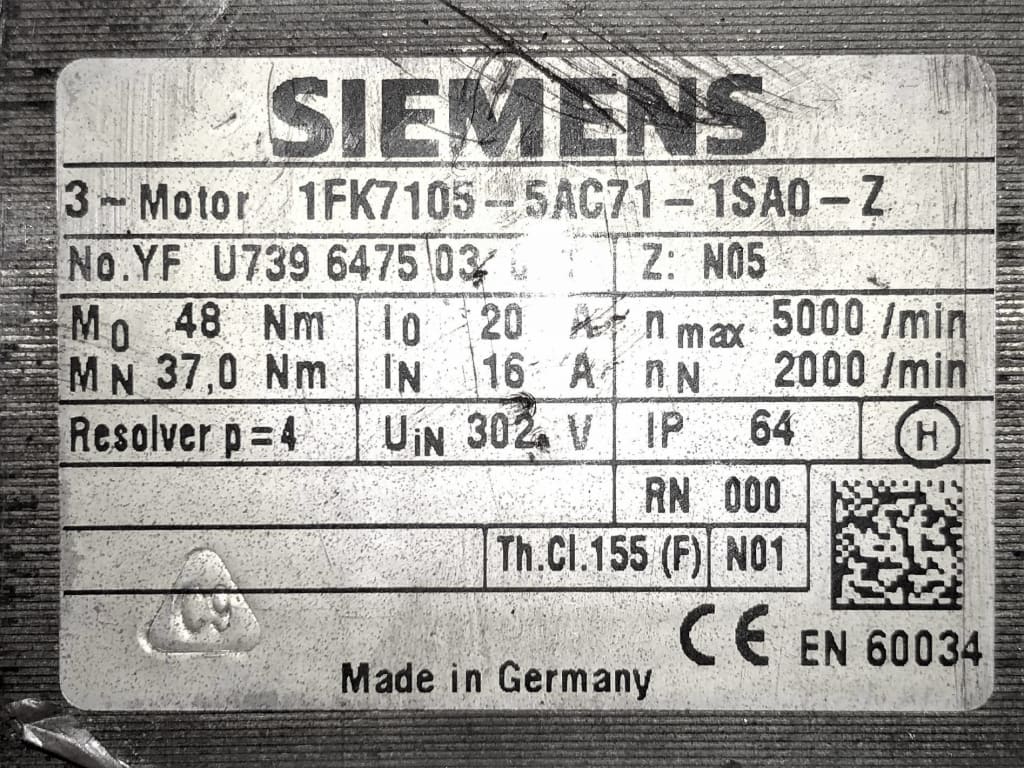 SIEMENS
3~Motor 1FK7105-5AC71-1SA0-Z
No.YF U739 6475 03 Z: N05
M0 48 Nm I0 20 A nmax 5000 /min
MN 37,0 Nm IN 16 A nN 2000 /min
Resolver p=4 UiN 302 V IP 64 H
RN 000
Th.Cl.155 (F) N01
CE EN 60034
Made in Germany